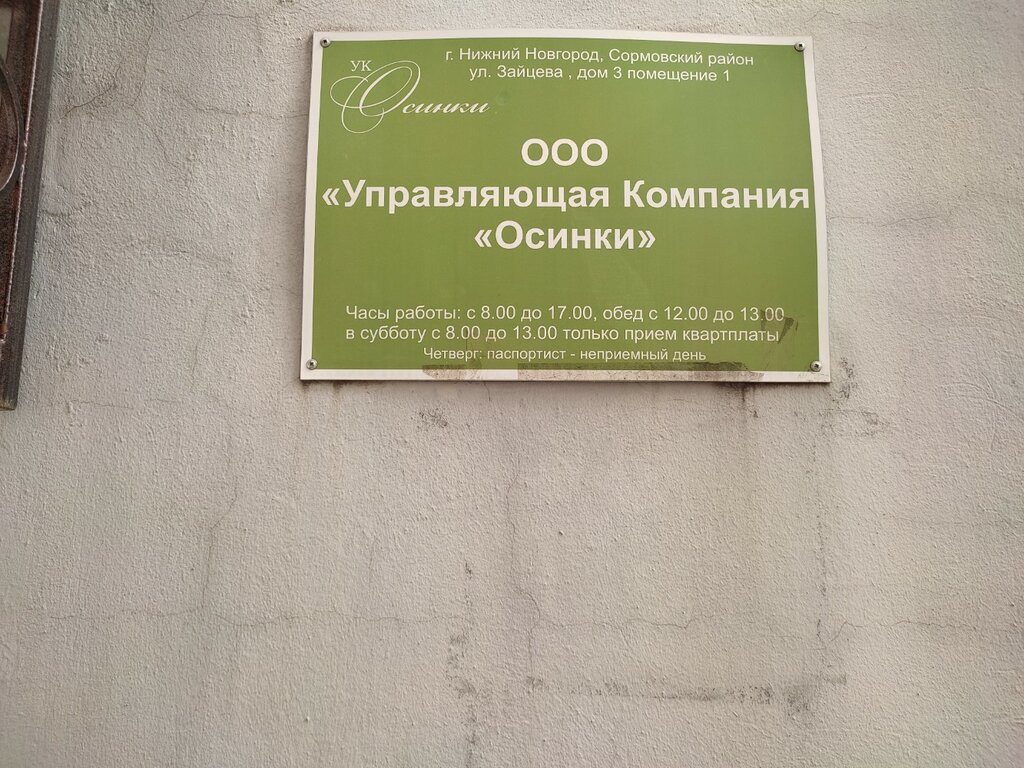 УК
Осинки
г. Нижний Новгород, Сормовский район
ул. Зайцева , дом 3 помещение 1
ООО
«Управляющая Компания
«Осинки»
Часы работы: с 8.00 до 17.00, обед с 12.00 до 13.00
в субботу с 8.00 до 13.00 только прием квартплаты
Четверг: паспортист - неприемный день